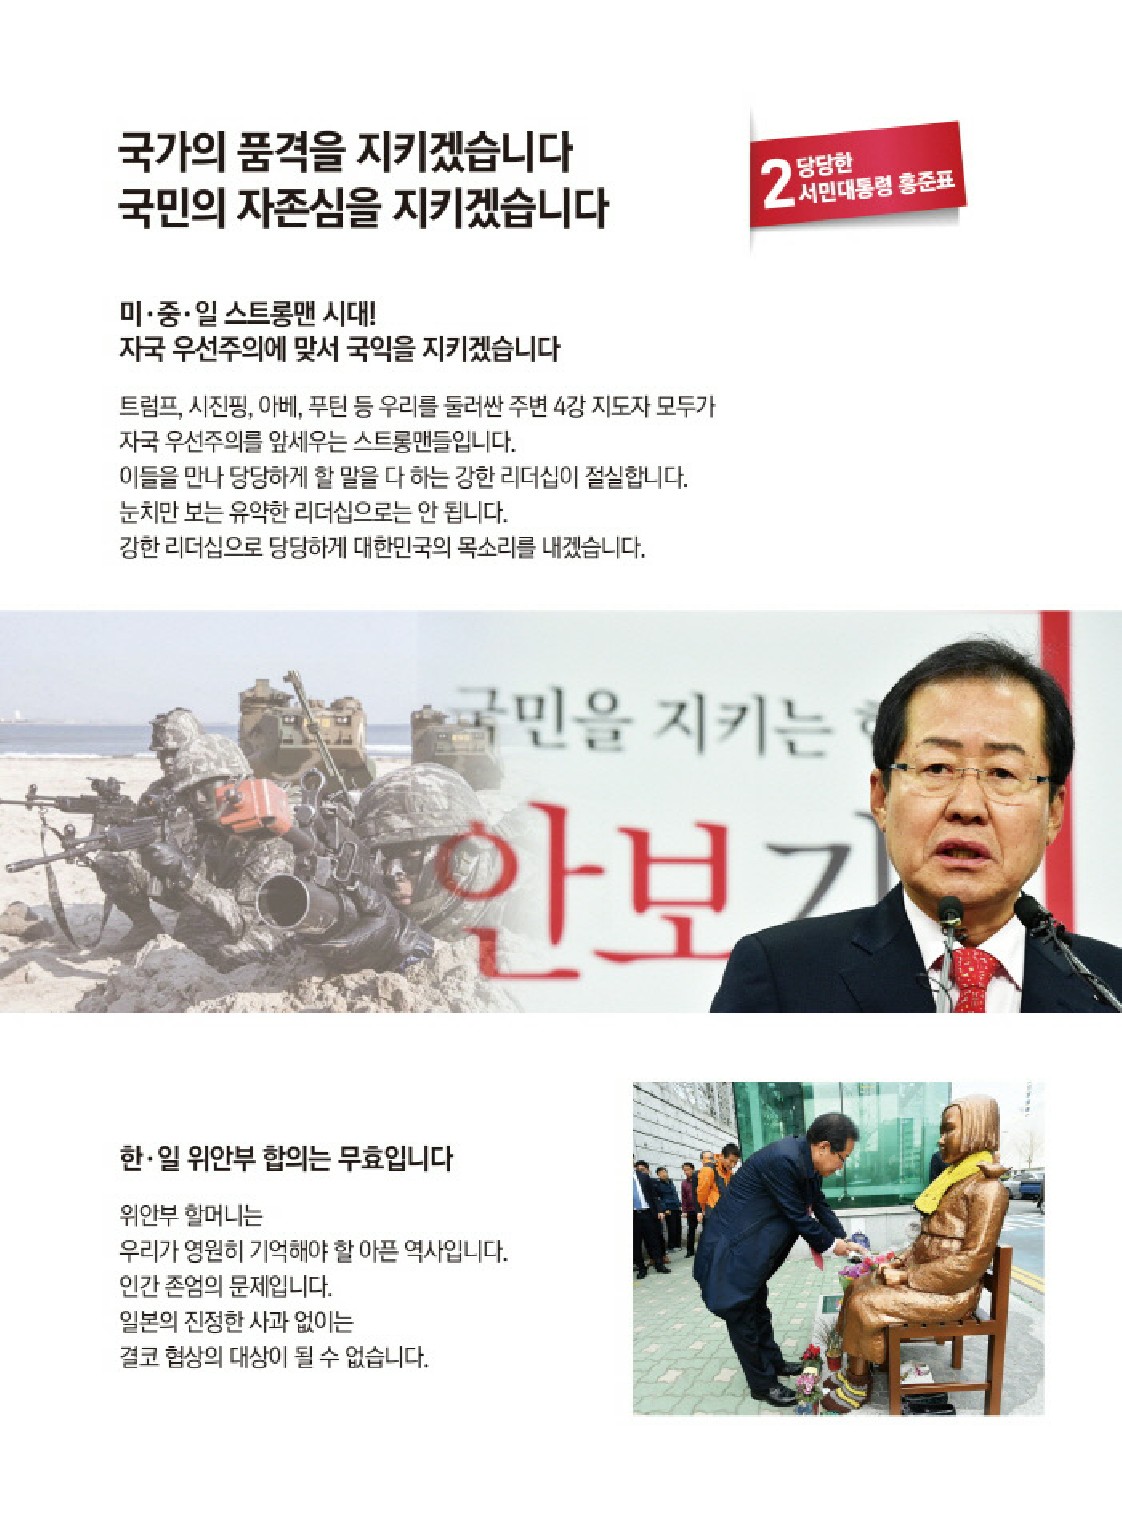 국가의 품격을 지키겠습니다
국민의 자존심을 지키겠습니다
2 당당한
서민대통령 홍준표
미·중·일 스트롱맨 시대!
자국 우선주의에 맞서 국익을 지키겠습니다
트럼프, 시진핑, 아베, 푸틴 등 우리를 둘러싼 주변 4강 지도자 모두가
자국 우선주의를 앞세우는 스트롱맨들입니다.
이들을 만나 당당하게 할 말을 다 하는 강한 리더십이 절실합니다.
눈치만 보는 유약한 리더십으로는 안 됩니다.
강한 리더십으로 당당하게 대한민국의 목소리를 내겠습니다.
국민을 지키는
안보
한·일 위안부 합의는 무효입니다
위안부 할머니는
우리가 영원히 기억해야 할 아픈 역사입니다.
인간 존엄의 문제입니다.
일본의 진정한 사과 없이는
결코 협상의 대상이 될 수 없습니다.